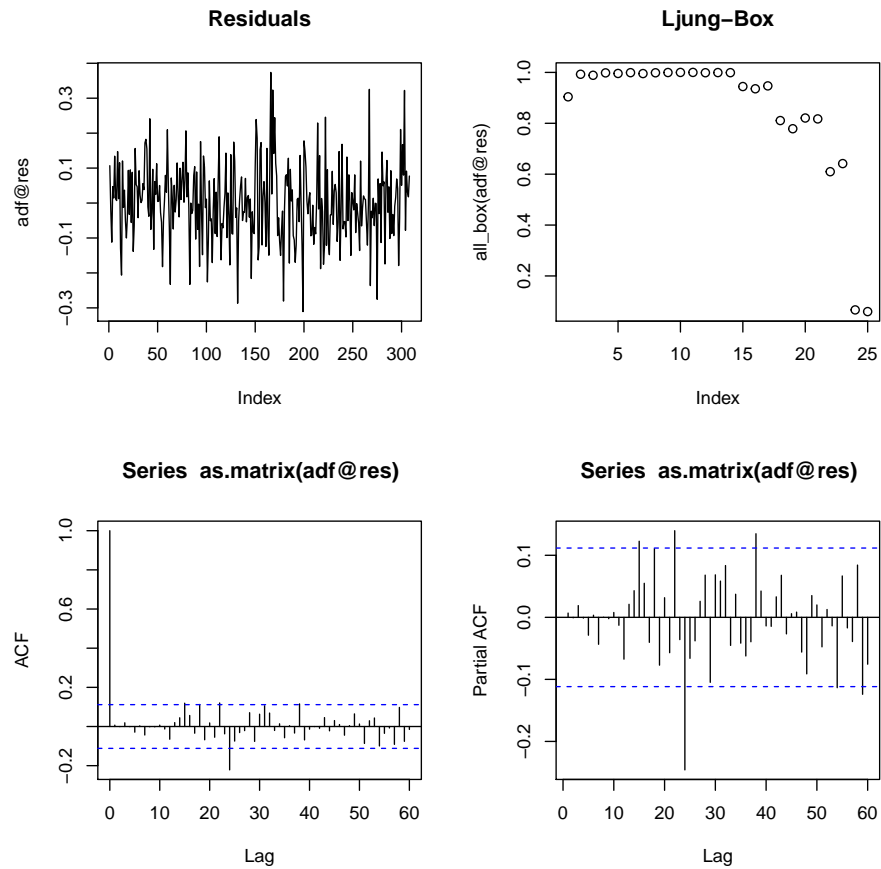 Residuals
adf@res
0.3
0.1
−0.1
−0.3
0 50 100 150 200 250 300
Index
Ljung−Box
all_box(adf@res)
1.0
0.8
0.6
0.4
0.2
5 10 15 20 25
Index
Series as.matrix(adf@res)
ACF
1.0
0.6
0.2
−0.2
0 10 20 30 40 50 60
Lag
Series as.matrix(adf@res)
Partial ACF
0.1
0.0
−0.1
−0.2
0 10 20 30 40 50 60
Lag